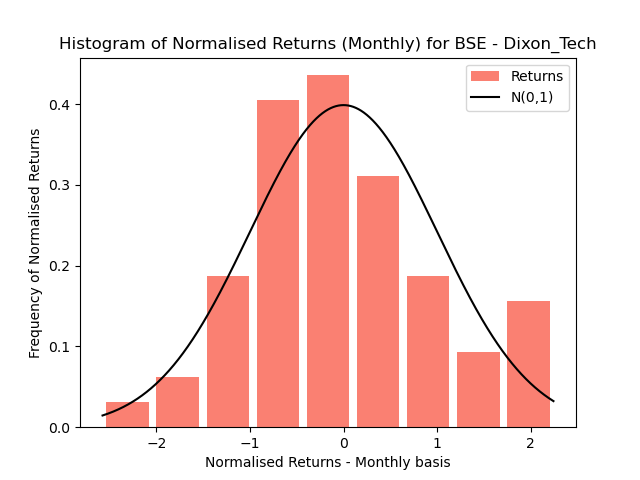 Histogram of Normalised Returns (Monthly) for BSE - Dixon_Tech
Returns
N(0,1)
Frequency of Normalised Returns
0.4
0.3
0.2
0.1
0.0
−2
−1
0
1
2
Normalised Returns - Monthly basis